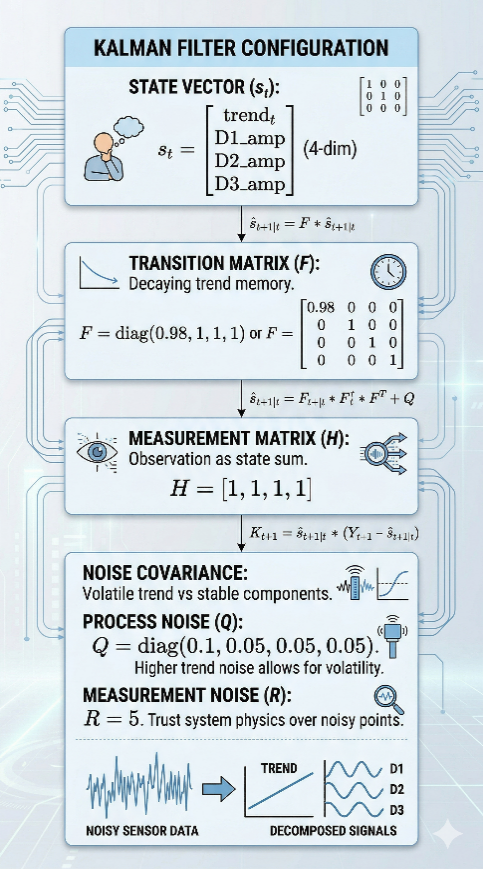 KALMAN FILTER CONFIGURATION
STATE VECTOR (s_t):
1 0 0
0 1 0
0 0 0
s_t = [trend_t
D1_amp
D2_amp
D3_amp] (4-dim)
ŝ_{t+1|t} = F * ŝ_{t+1|t}
TRANSITION MATRIX (F):
Decaying trend memory.
F = diag(0.98, 1, 1, 1) or F =
0.98 0 0 0
0 1 0 0
0 0 1 0
0 0 0 1
ŝ_{t+1|t} = F_{t+|t} * F_t^r * F^T + Q
MEASUREMENT MATRIX (H):
Observation as state sum.
H = [1, 1, 1, 1]
K_{t+1} = ŝ_{t+1|t} * (Y_{t-1} - ŝ_{t+1|t})
NOISE COVARIANCE:
Volatile trend vs stable components.
PROCESS NOISE (Q):
Q = diag(0.1, 0.05, 0.05, 0.05).
Higher trend noise allows for volatility.
MEASUREMENT NOISE (R):
R = 5. Trust system physics over noisy points.
TREND
D1
D2
D3
NOISY SENSOR DATA
DECOMPOSED SIGNALS